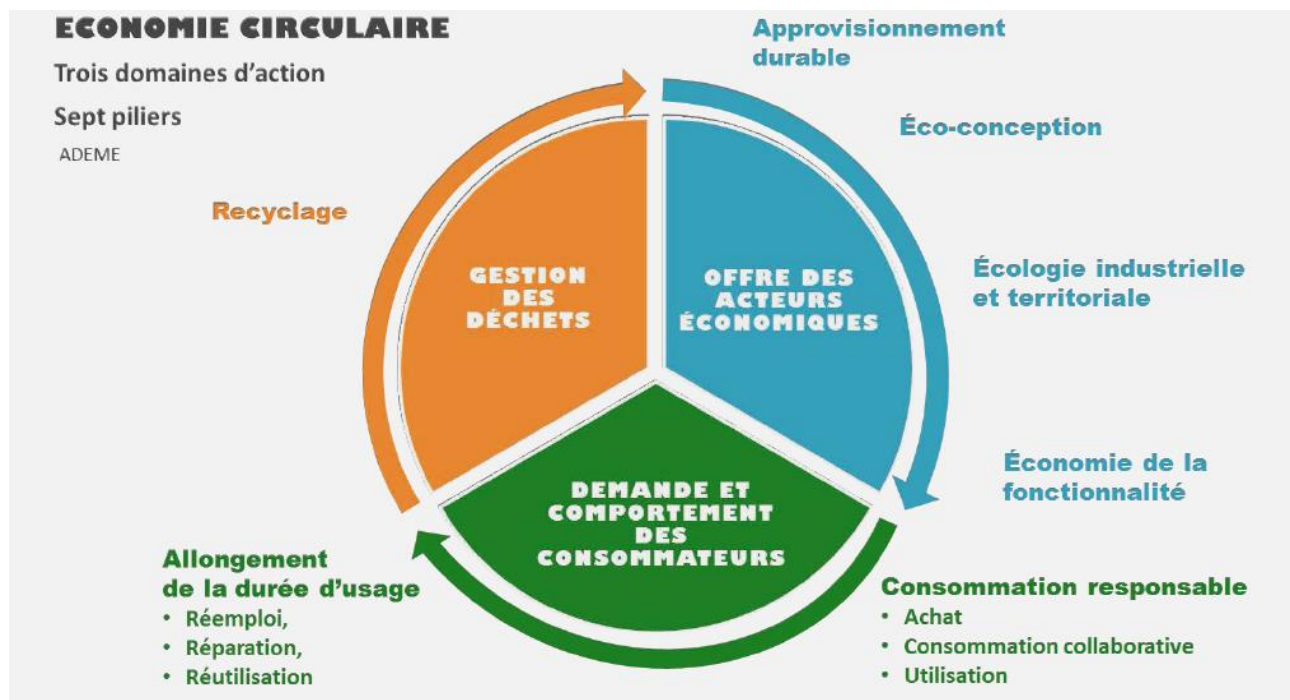 ECONOMIE CIRCULAIRE
Trois domaines d'action
Sept piliers
ADEME
Approvisionnement
durable
Éco-conception
Écologie industrielle
et territoriale
Économie de la
fonctionnalité
Recyclage
GESTION
DES
DÉCHETS
OFFRE DES
ACTEURS
ÉCONOMIQUES
DEMANDE ET
COMPORTEMENT
DES
CONSOMMATEURS
Consommation responsable
• Achat
• Consommation collaborative
• Utilisation
Allongement
de la durée d'usage
• Réemploi,
• Réparation,
• Réutilisation